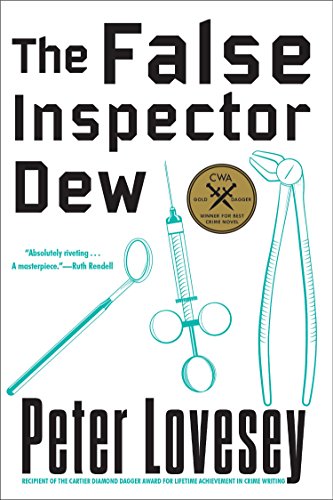 The False
Inspector
Dew
CWA
GOLD DAGGER
WINNER FOR BEST
CRIME NOVEL
"Absolutely riveting . . .
A masterpiece."—Ruth Rendell
Peter Lovesey
RECIPIENT OF THE CARTIER DIAMOND DAGGER AWARD FOR LIFETIME ACHIEVEMENT IN CRIME WRITING